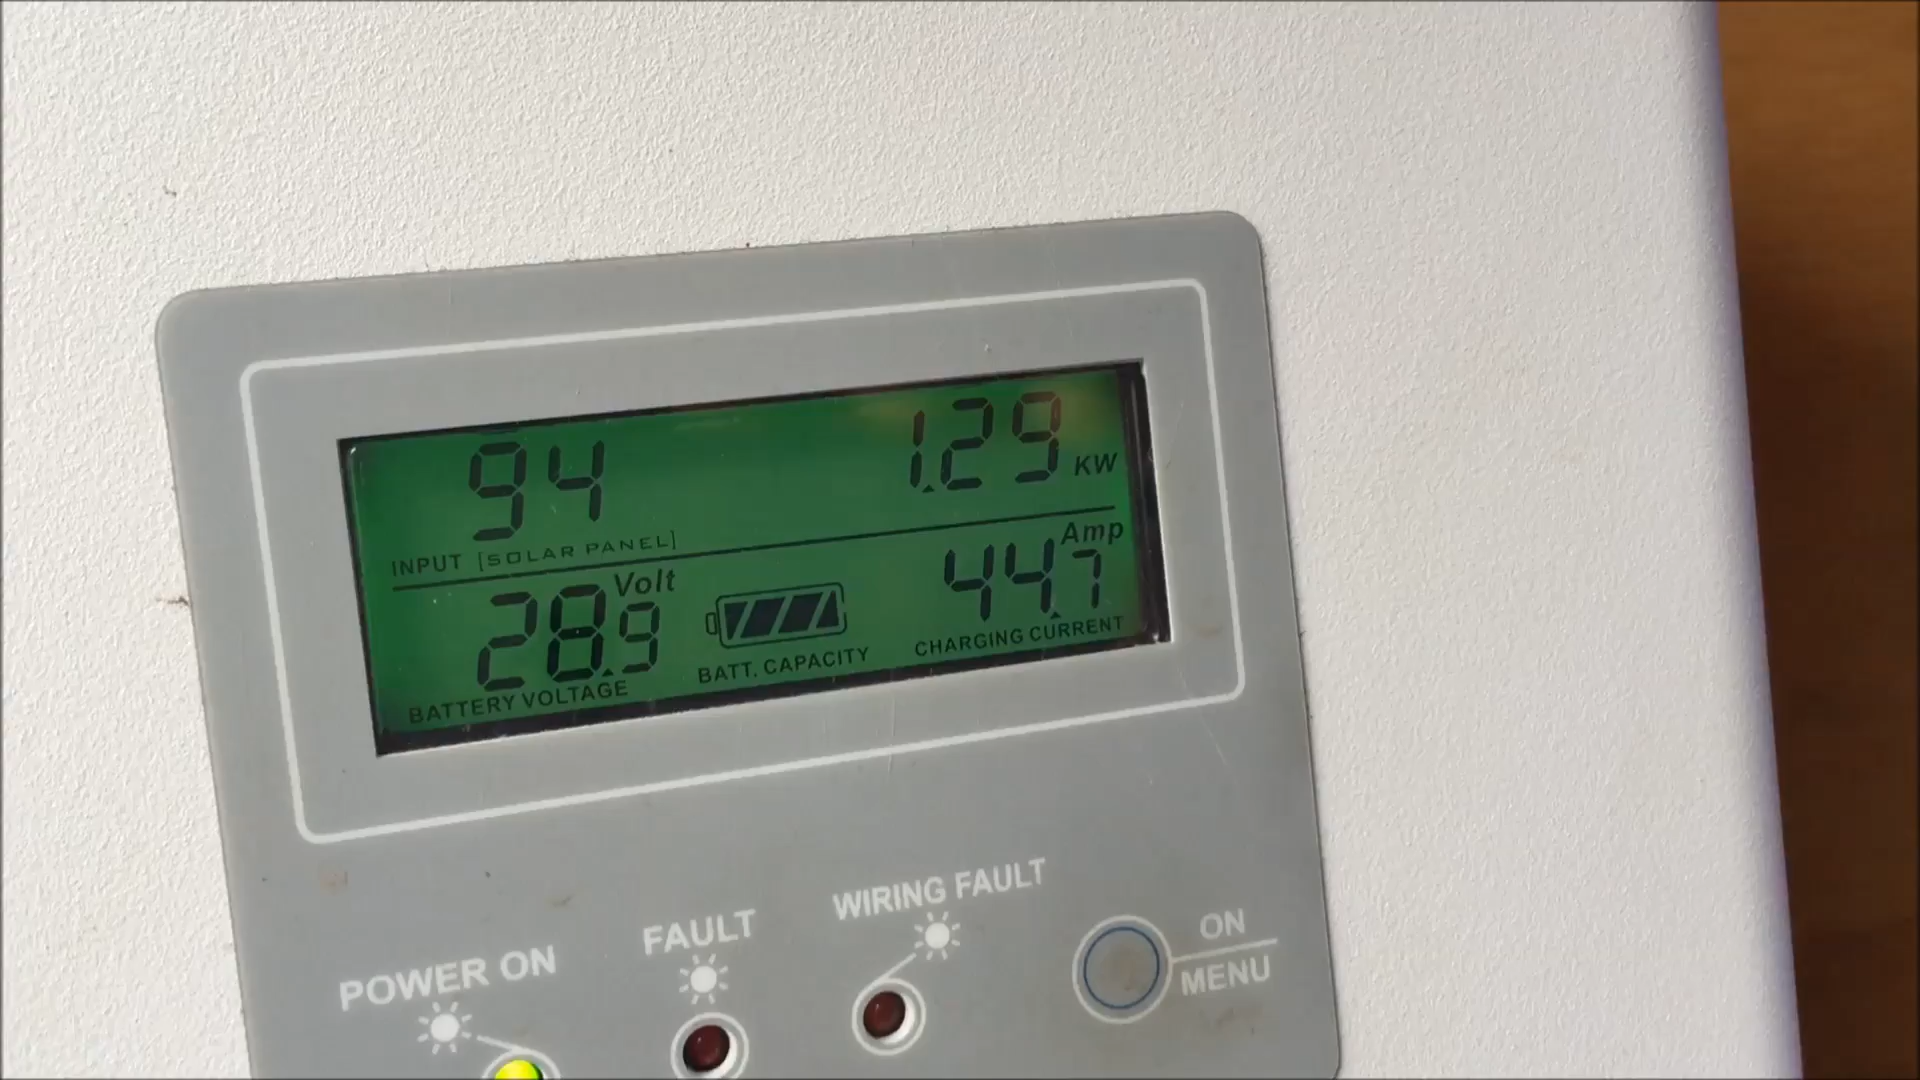 94 1.29 KW
INPUT [SOLAR PANEL]
Volt Amp
28.9 44.7
BATTERY VOLTAGE BATT. CAPACITY CHARGING CURRENT
POWER ON FAULT WIRING FAULT ON
MENU